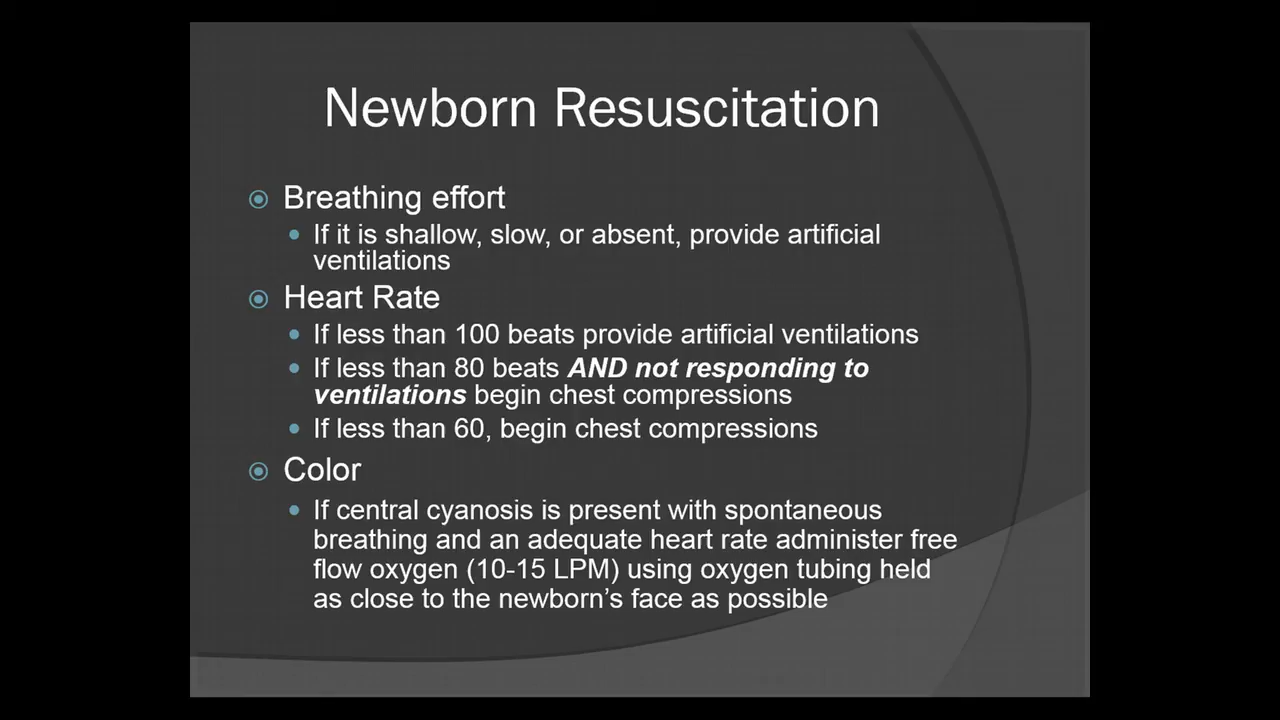 Newborn Resuscitation
Breathing effort
If it is shallow, slow, or absent, provide artificial
ventilations
Heart Rate
If less than 100 beats provide artificial ventilations
If less than 80 beats AND not responding to
ventilations begin chest compressions
If less than 60, begin chest compressions
Color
If central cyanosis is present with spontaneous
breathing and an adequate heart rate administer free
flow oxygen (10-15 LPM) using oxygen tubing held
as close to the newborn’s face as possible